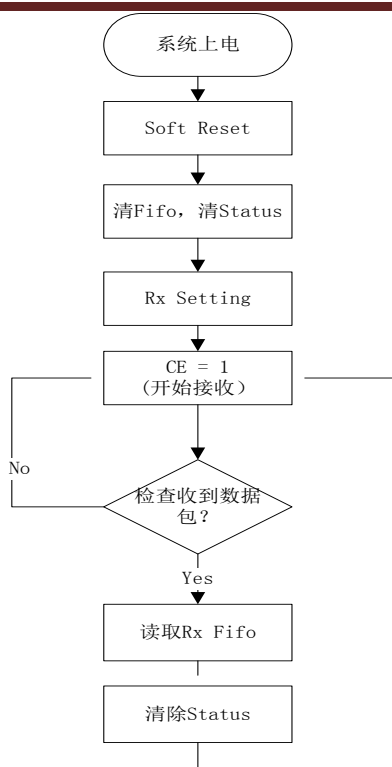 系统上电
Soft Reset
清Fifo，清Status
Rx Setting
CE = 1
(开始接收）
No
检查收到数据
包？
Yes
读取Rx Fifo
清除Status